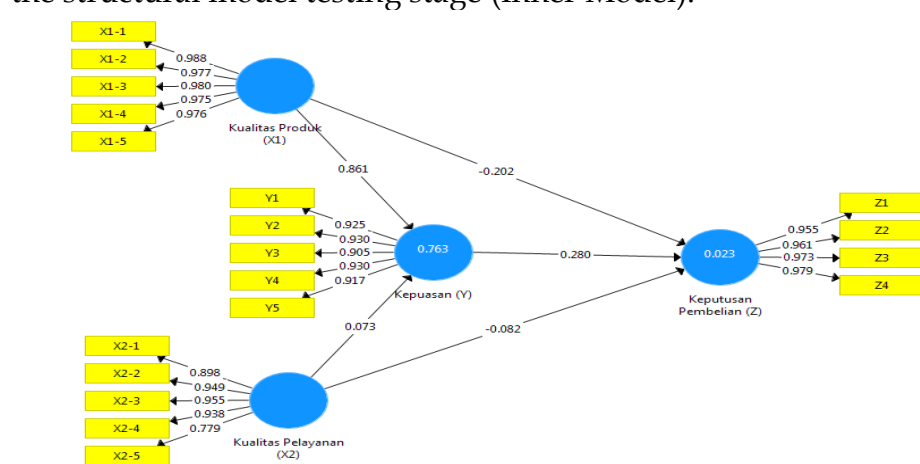 the structural model testing stage (Inner Model).
X1-1
X1-2
X1-3
X1-4
X1-5
0.988
0.977
0.980
0.975
0.976
Kualitas Produk
(X1)
0.861
-0.202
Y1
Y2
Y3
Y4
Y5
0.925
0.930
0.905
0.930
0.917
0.763
Kepuasan (Y)
0.280
0.023
Keputusan
Pembelian (Z)
0.955
0.961
0.973
0.979
Z1
Z2
Z3
Z4
0.073
-0.082
X2-1
X2-2
X2-3
X2-4
X2-5
0.898
0.949
0.955
0.938
0.779
Kualitas Pelayanan
(X2)